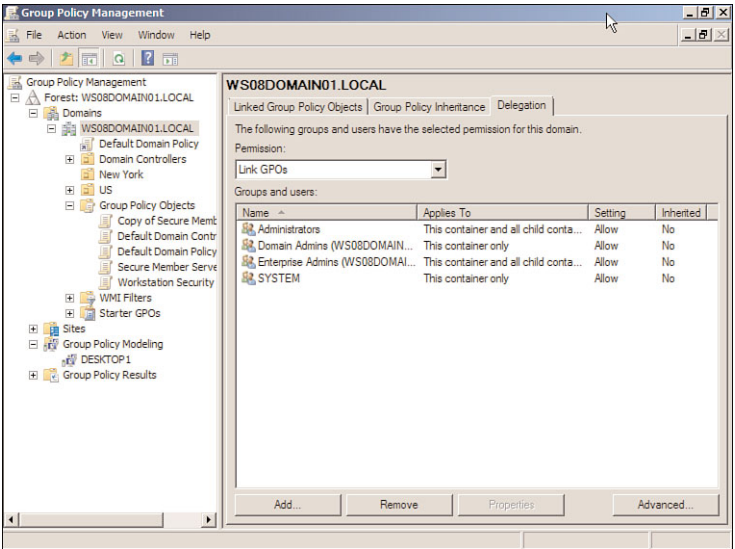 Group Policy Management
File Action View Window Help
Group Policy Management
Forest: WS08DOMAIN01.LOCAL
Domains
WS08DOMAIN01.LOCAL
Default Domain Policy
Domain Controllers
New York
US
Group Policy Objects
Copy of Secure Memb
Default Domain Contr
Default Domain Policy
Secure Member Serve
Workstation Security
WMI Filters
Starter GPOs
Sites
Group Policy Modeling
DESKTOP1
Group Policy Results
WS08DOMAIN01.LOCAL
Linked Group Policy Objects Group Policy Inheritance Delegation
The following groups and users have the selected permission for this domain.
Permission:
Link GPOs
Groups and users:
Name Applies To Setting Inherited
Administrators This container and all child conta... Allow No
Domain Admins (WS08DOMAIN... This container only Allow No
Enterprise Admins (WS08DOMAI... This container and all child conta... Allow No
SYSTEM This container only Allow No
Add... Remove Properties Advanced...